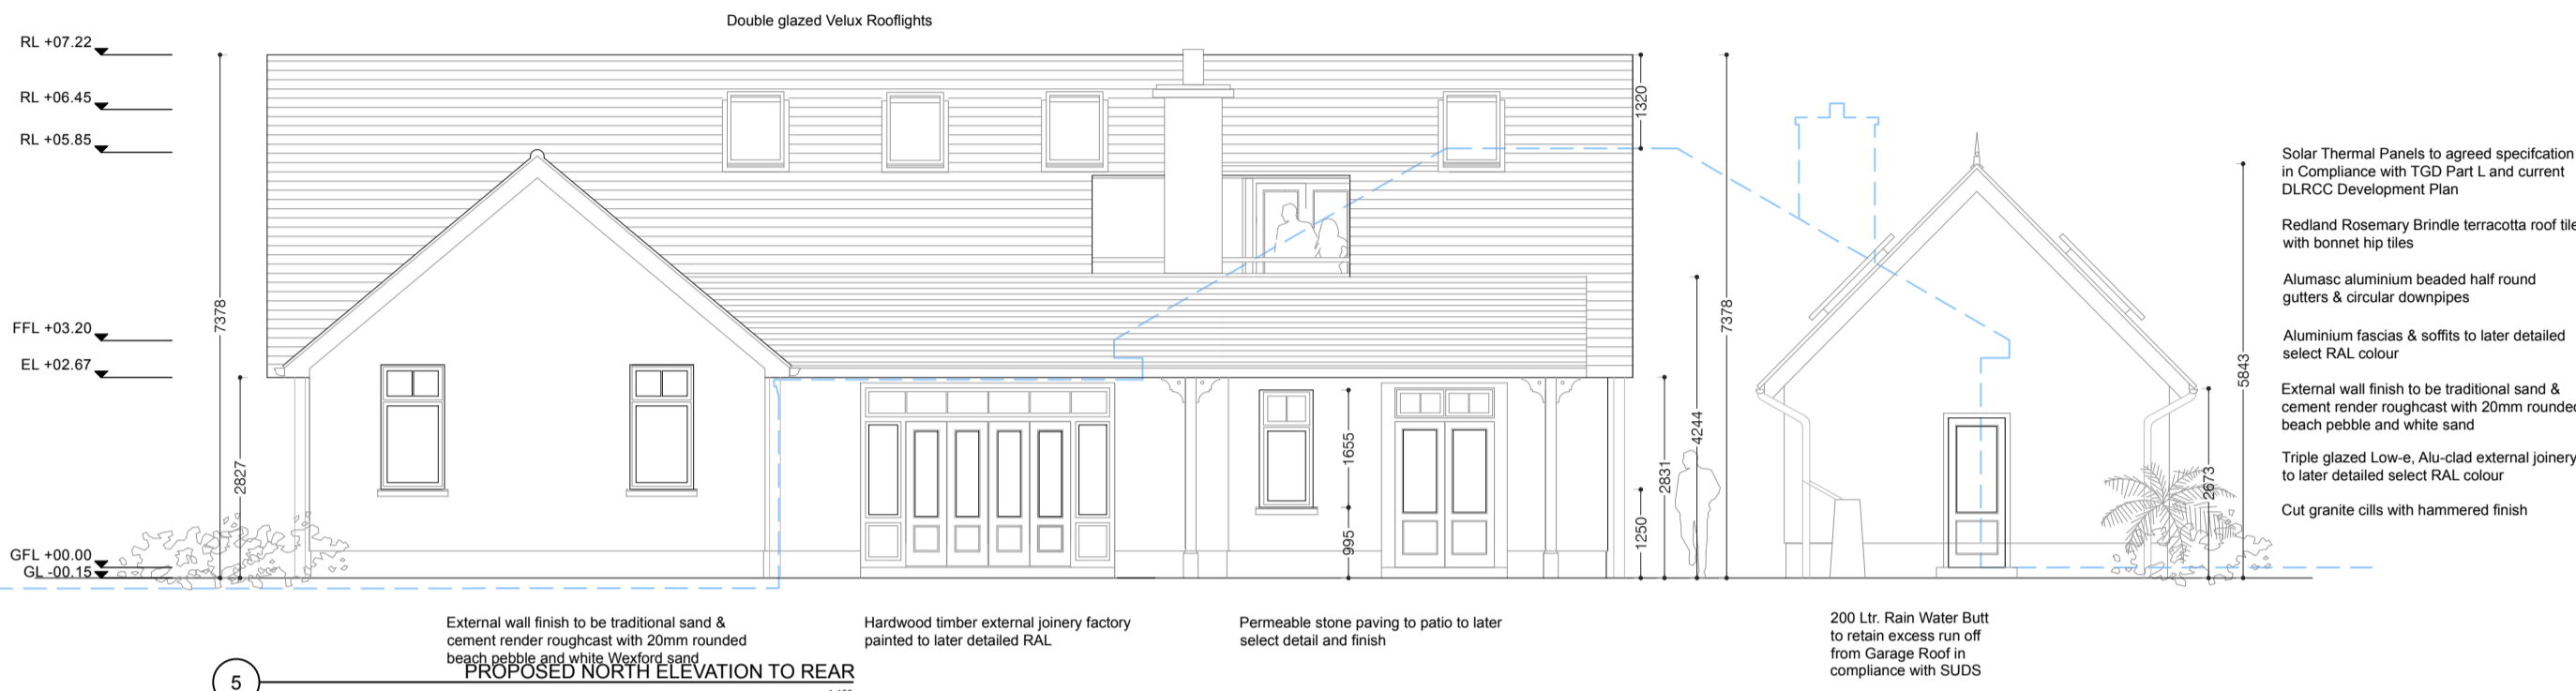 Double glazed Velux Rooflights
RL +07.22
RL +06.45
RL +05.85
FFL +03.20
EL +02.67
GFL +00.00
GL -00.15
7378
2827
1655
995
1320
1250
2831
4244
7378
2673
5843
Solar Thermal Panels to agreed specifcation
in Compliance with TGD Part L and current
DLRCC Development Plan
Redland Rosemary Brindle terracotta roof tile
with bonnet hip tiles
Alumasc aluminium beaded half round
gutters & circular downpipes
Aluminium fascias & soffits to later detailed
select RAL colour
External wall finish to be traditional sand &
cement render roughcast with 20mm rounded
beach pebble and white sand
Triple glazed Low-e, Alu-clad external joinery
to later detailed select RAL colour
Cut granite cills with hammered finish
External wall finish to be traditional sand &
cement render roughcast with 20mm rounded
beach pebble and white Wexford sand
Hardwood timber external joinery factory
painted to later detailed RAL
Permeable stone paving to patio to later
select detail and finish
200 Ltr. Rain Water Butt
to retain excess run off
from Garage Roof in
compliance with SUDS
5
PROPOSED NORTH ELEVATION TO REAR